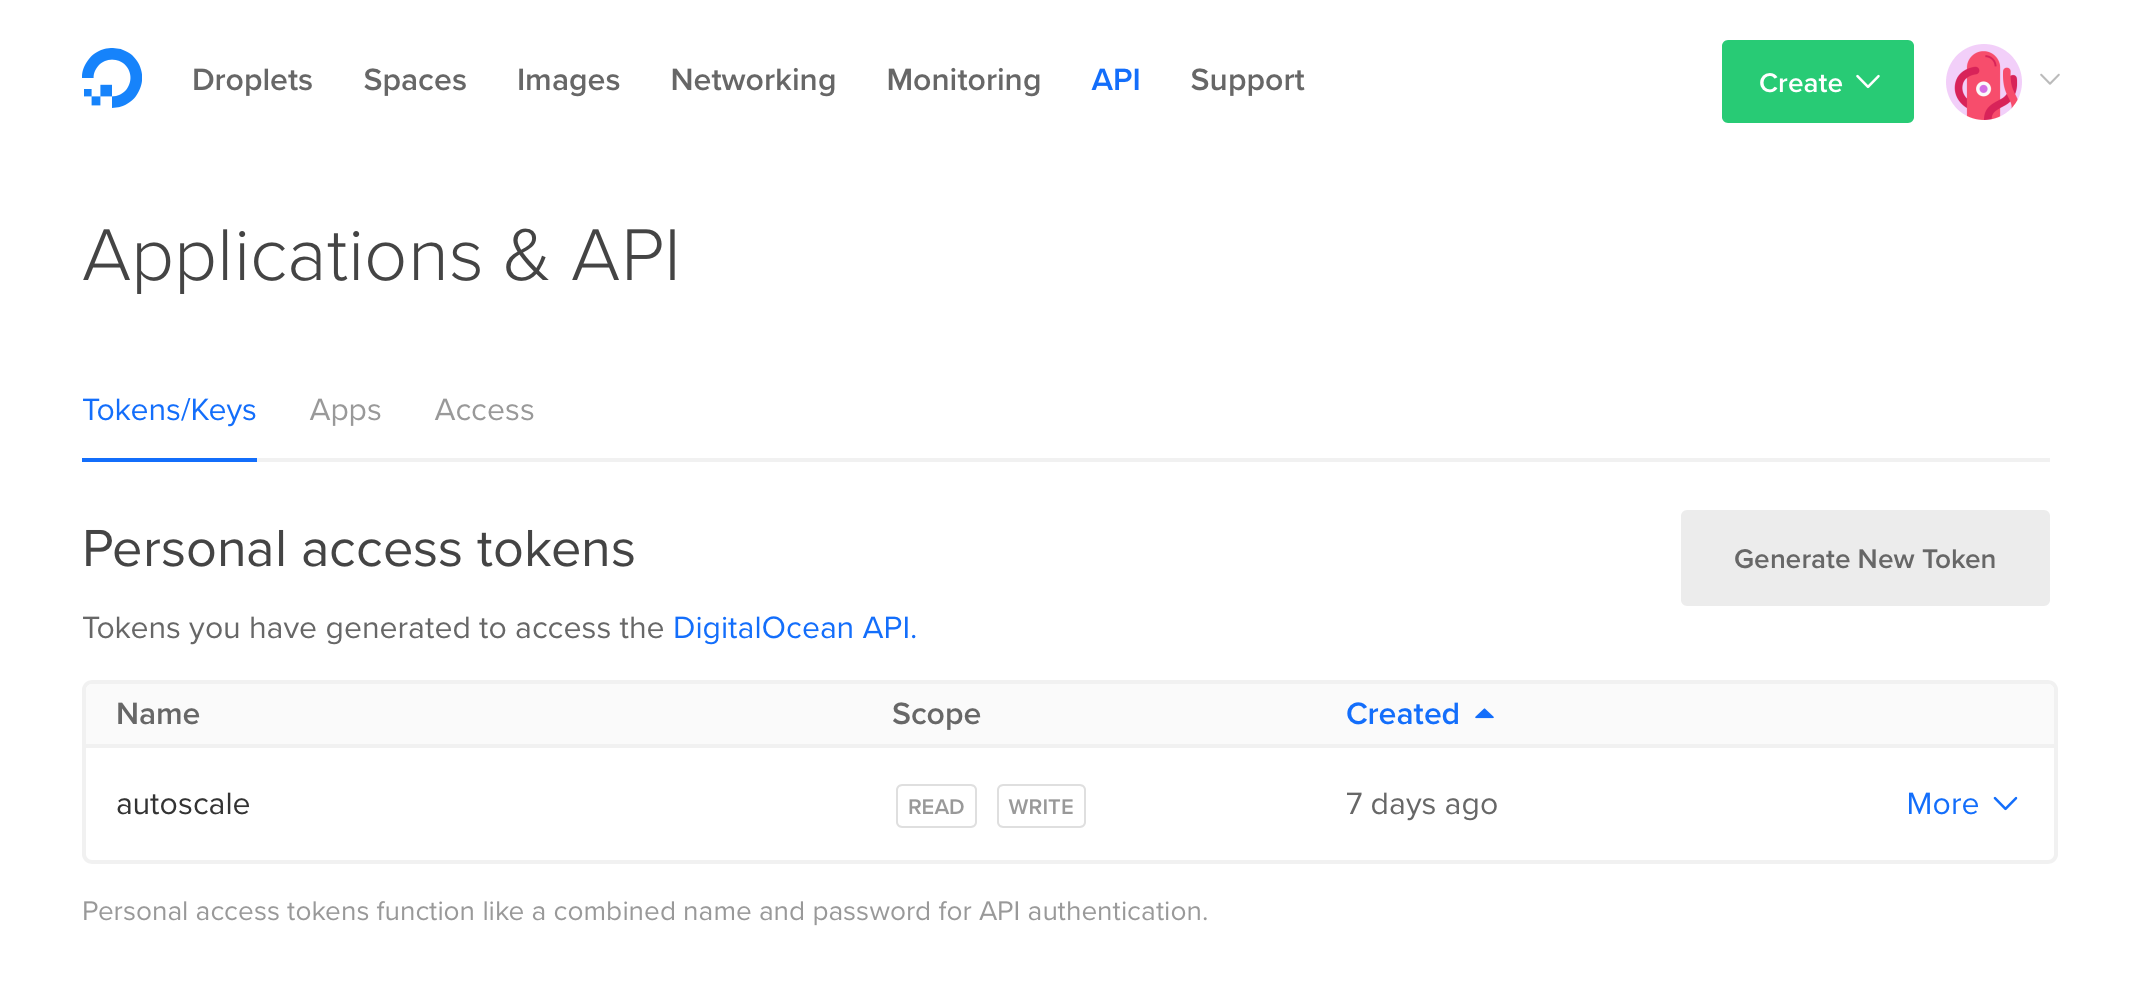 Droplets Spaces Images Networking Monitoring API Support Create
Applications & API
Tokens/Keys Apps Access
Personal access tokens
Generate New Token
Tokens you have generated to access the DigitalOcean API.
Name Scope Created
autoscale READ WRITE 7 days ago More
Personal access tokens function like a combined name and password for API authentication.